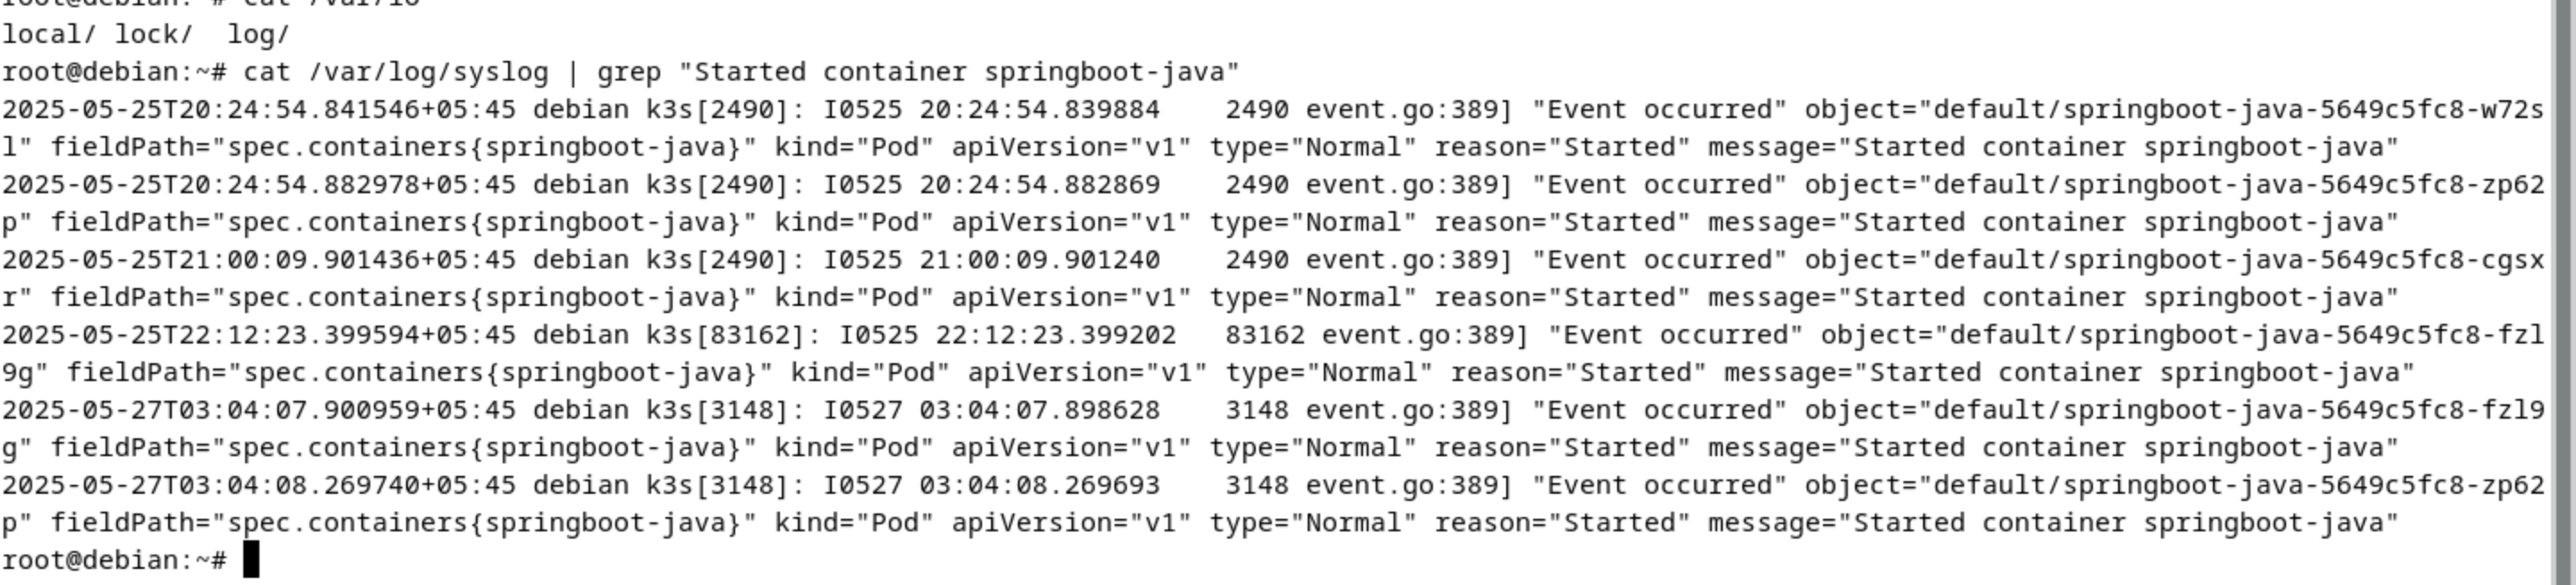 root@debian:~# cat /var/lo
local/ lock/  log/
root@debian:~# cat /var/log/syslog | grep "Started container springboot-java"
2025-05-25T20:24:54.841546+05:45 debian k3s[2490]: I0525 20:24:54.839884    2490 event.go:389] "Event occurred" object="default/springboot-java-5649c5fc8-w72s
l" fieldPath="spec.containers{springboot-java}" kind="Pod" apiVersion="v1" type="Normal" reason="Started" message="Started container springboot-java"
2025-05-25T20:24:54.882978+05:45 debian k3s[2490]: I0525 20:24:54.882869    2490 event.go:389] "Event occurred" object="default/springboot-java-5649c5fc8-zp62
p" fieldPath="spec.containers{springboot-java}" kind="Pod" apiVersion="v1" type="Normal" reason="Started" message="Started container springboot-java"
2025-05-25T21:00:09.901436+05:45 debian k3s[2490]: I0525 21:00:09.901240    2490 event.go:389] "Event occurred" object="default/springboot-java-5649c5fc8-cgsx
r" fieldPath="spec.containers{springboot-java}" kind="Pod" apiVersion="v1" type="Normal" reason="Started" message="Started container springboot-java"
2025-05-25T22:12:23.399594+05:45 debian k3s[83162]: I0525 22:12:23.399202   83162 event.go:389] "Event occurred" object="default/springboot-java-5649c5fc8-fzl
9g" fieldPath="spec.containers{springboot-java}" kind="Pod" apiVersion="v1" type="Normal" reason="Started" message="Started container springboot-java"
2025-05-27T03:04:07.900959+05:45 debian k3s[3148]: I0527 03:04:07.898628    3148 event.go:389] "Event occurred" object="default/springboot-java-5649c5fc8-fzl9
g" fieldPath="spec.containers{springboot-java}" kind="Pod" apiVersion="v1" type="Normal" reason="Started" message="Started container springboot-java"
2025-05-27T03:04:08.269740+05:45 debian k3s[3148]: I0527 03:04:08.269693    3148 event.go:389] "Event occurred" object="default/springboot-java-5649c5fc8-zp62
p" fieldPath="spec.containers{springboot-java}" kind="Pod" apiVersion="v1" type="Normal" reason="Started" message="Started container springboot-java"
root@debian:~#